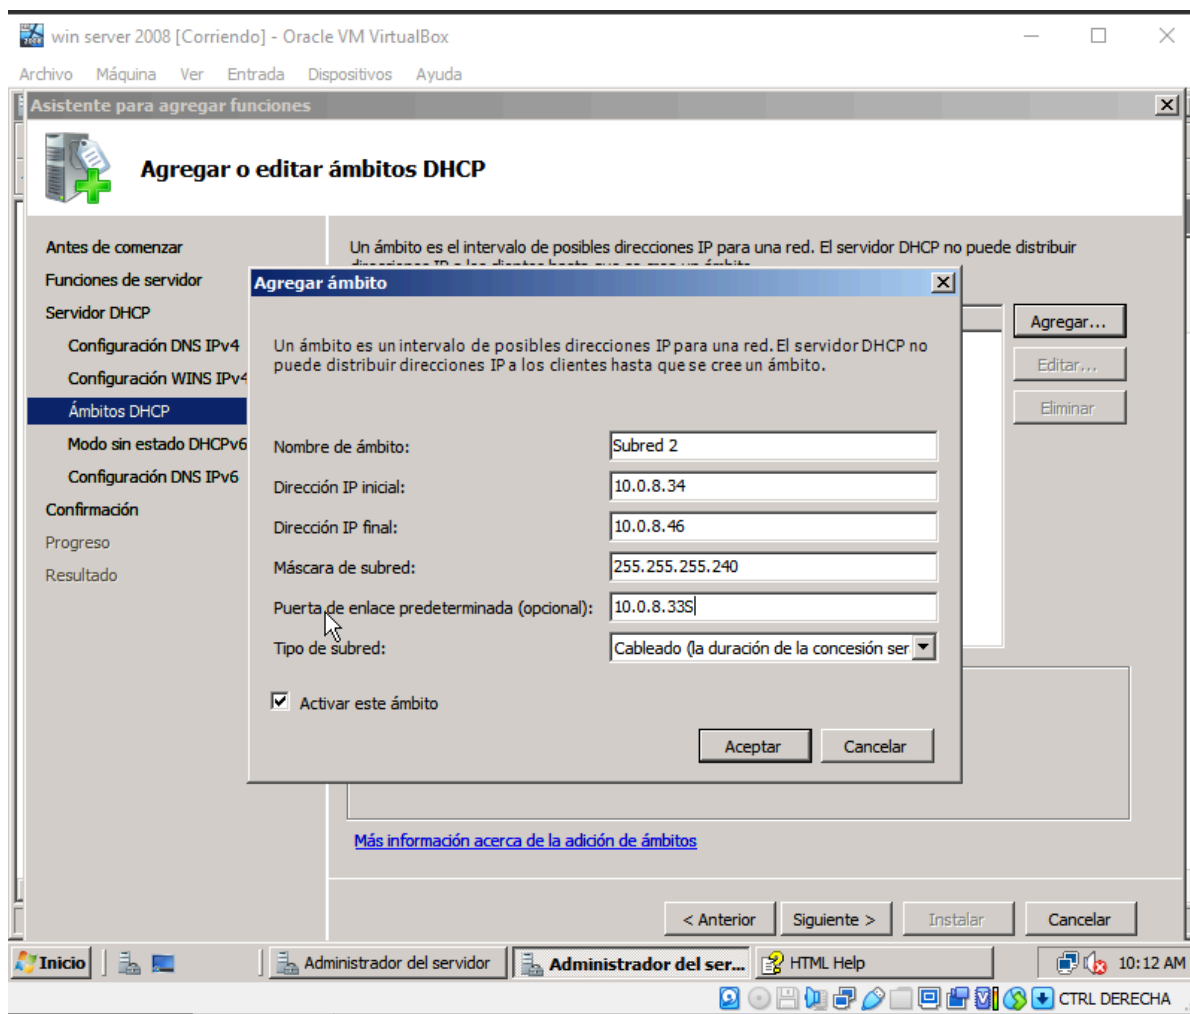 win server 2008 [Corriendo] - Oracle VM VirtualBox
Archivo Máquina Ver Entrada Dispositivos Ayuda
Asistente para agregar funciones
Agregar o editar ámbitos DHCP
Antes de comenzar
Funciones de servidor
Servidor DHCP
Configuración DNS IPv4
Configuración WINS IPv4
Ámbitos DHCP
Modo sin estado DHCPv6
Configuración DNS IPv6
Confirmación
Progreso
Resultado
Un ámbito es el intervalo de posibles direcciones IP para una red. El servidor DHCP no puede distribuir
Agregar...
Editar...
Eliminar
Agregar ámbito
Un ámbito es un intervalo de posibles direcciones IP para una red. El servidor DHCP no
puede distribuir direcciones IP a los clientes hasta que se cree un ámbito.
Nombre de ámbito: Subred 2
Dirección IP inicial: 10.0.8.34
Dirección IP final: 10.0.8.46
Máscara de subred: 255.255.255.240
Puerta de enlace predeterminada (opcional): 10.0.8.33S
Tipo de subred: Cableado (la duración de la concesión ser
Activar este ámbito
Aceptar Cancelar
Más información acerca de la adición de ámbitos
< Anterior Siguiente > Instalar Cancelar
Inicio Administrador del servidor Administrador del ser... HTML Help 10:12 AM
CTRL DERECHA